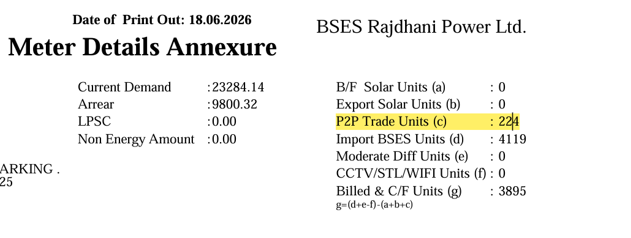 Date of Print Out: 18.06.2026
BSES Rajdhani Power Ltd.
Meter Details Annexure
Current Demand :23284.14
Arrear :9800.32
LPSC :0.00
Non Energy Amount :0.00
ARKING .
25
B/F Solar Units (a) : 0
Export Solar Units (b) : 0
P2P Trade Units (c) : 224
Import BSES Units (d) : 4119
Moderate Diff Units (e) : 0
CCTV/STL/WIFI Units (f) : 0
Billed & C/F Units (g) : 3895
g=(d+e-f)-(a+b+c)